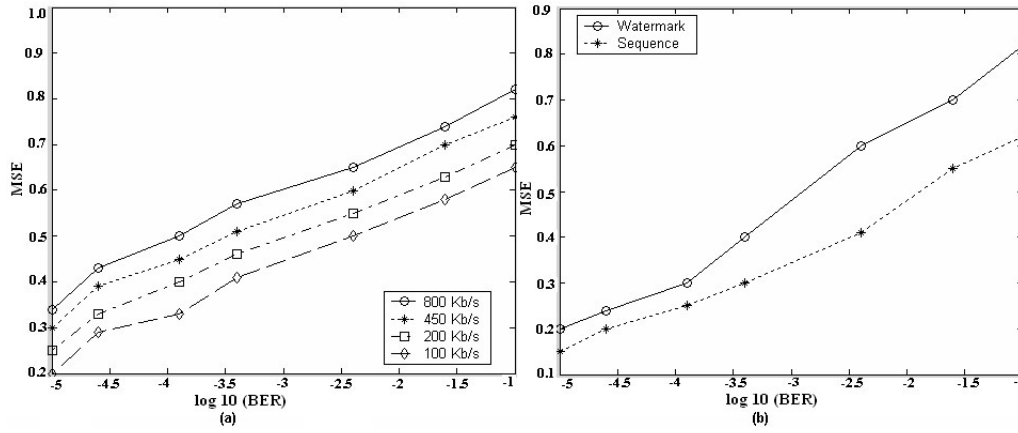 1.0
0.9
0.8
0.7
0.6
0.5
0.4
0.3
0.2
MSE
-5 -4.5 -4 -3.5 -3 -2.5 -2 -1.5 -1
log 10 (BER)
(a)
800 Kb/s
450 Kb/s
200 Kb/s
100 Kb/s
0.9
0.8
0.7
0.6
0.5
0.4
0.3
0.2
0.1
MSE
Watermark
Sequence
-5 -4.5 -4 -3.5 -3 -2.5 -2 -1.5 -1
log 10 (BER)
(b)